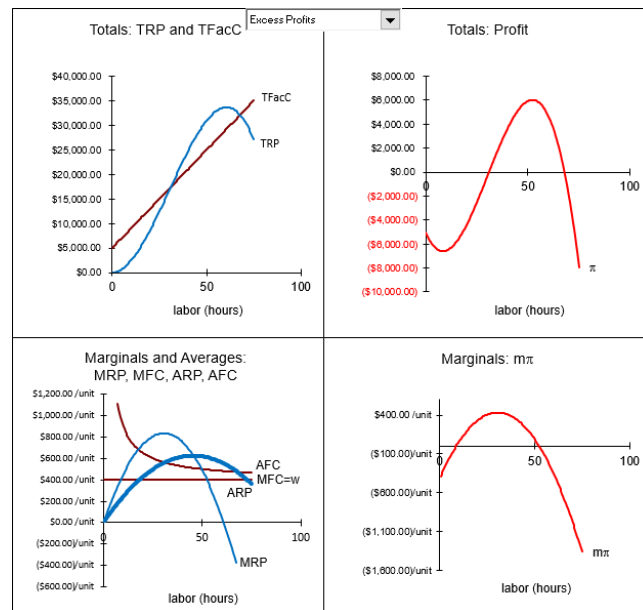 Excess Profits
Totals: TRP and TFacC
$40,000.00
$35,000.00
$30,000.00
$25,000.00
$20,000.00
$15,000.00
$10,000.00
$5,000.00
$0.00
TFacC
TRP
0
50
100
labor (hours)
Totals: Profit
$8,000.00
$6,000.00
$4,000.00
$2,000.00
$0.00
($2,000.00)
($4,000.00)
($6,000.00)
($8,000.00)
($10,000.00)
0
50
100
π
labor (hours)
Marginals and Averages:
MRP, MFC, ARP, AFC
$1,200.00 /unit
$1,000.00 /unit
$800.00 /unit
$600.00 /unit
$400.00 /unit
$200.00 /unit
$0.00 /unit
($200.00)/unit
($400.00)/unit
($600.00)/unit
AFC
MFC=w
ARP
MRP
0
50
100
labor (hours)
Marginals: mπ
$400.00 /unit
($100.00)/unit
($600.00)/unit
($1,100.00)/unit
($1,600.00)/unit
0
50
100
mπ
labor (hours)